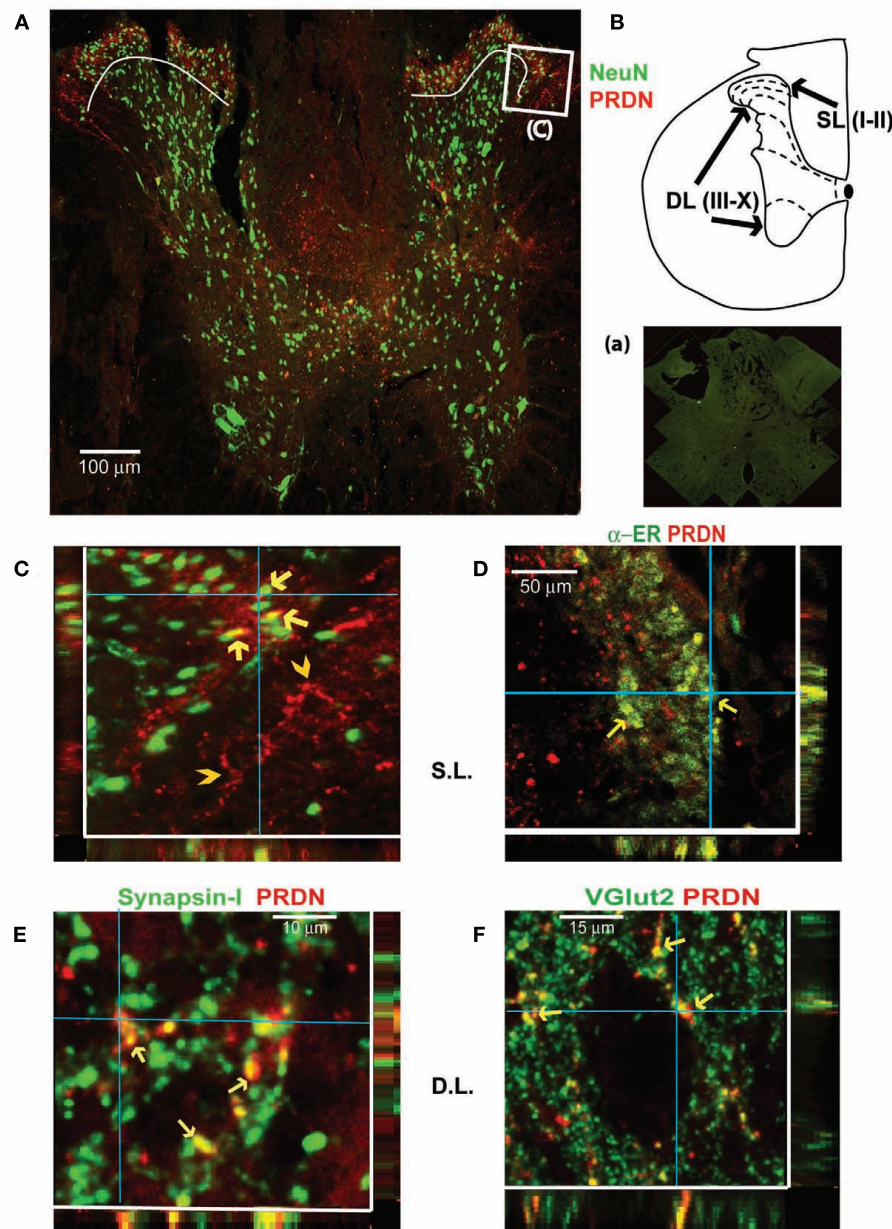 A
B
NeuN
PRDN
(C)
SL (I-II)
DL (III-X)
(a)
100 μm
C
α–ER PRDN
D
50 μm
S.L.
Synapsin-I PRDN
E
10 μm
VGlut2 PRDN
F
15 μm
D.L.